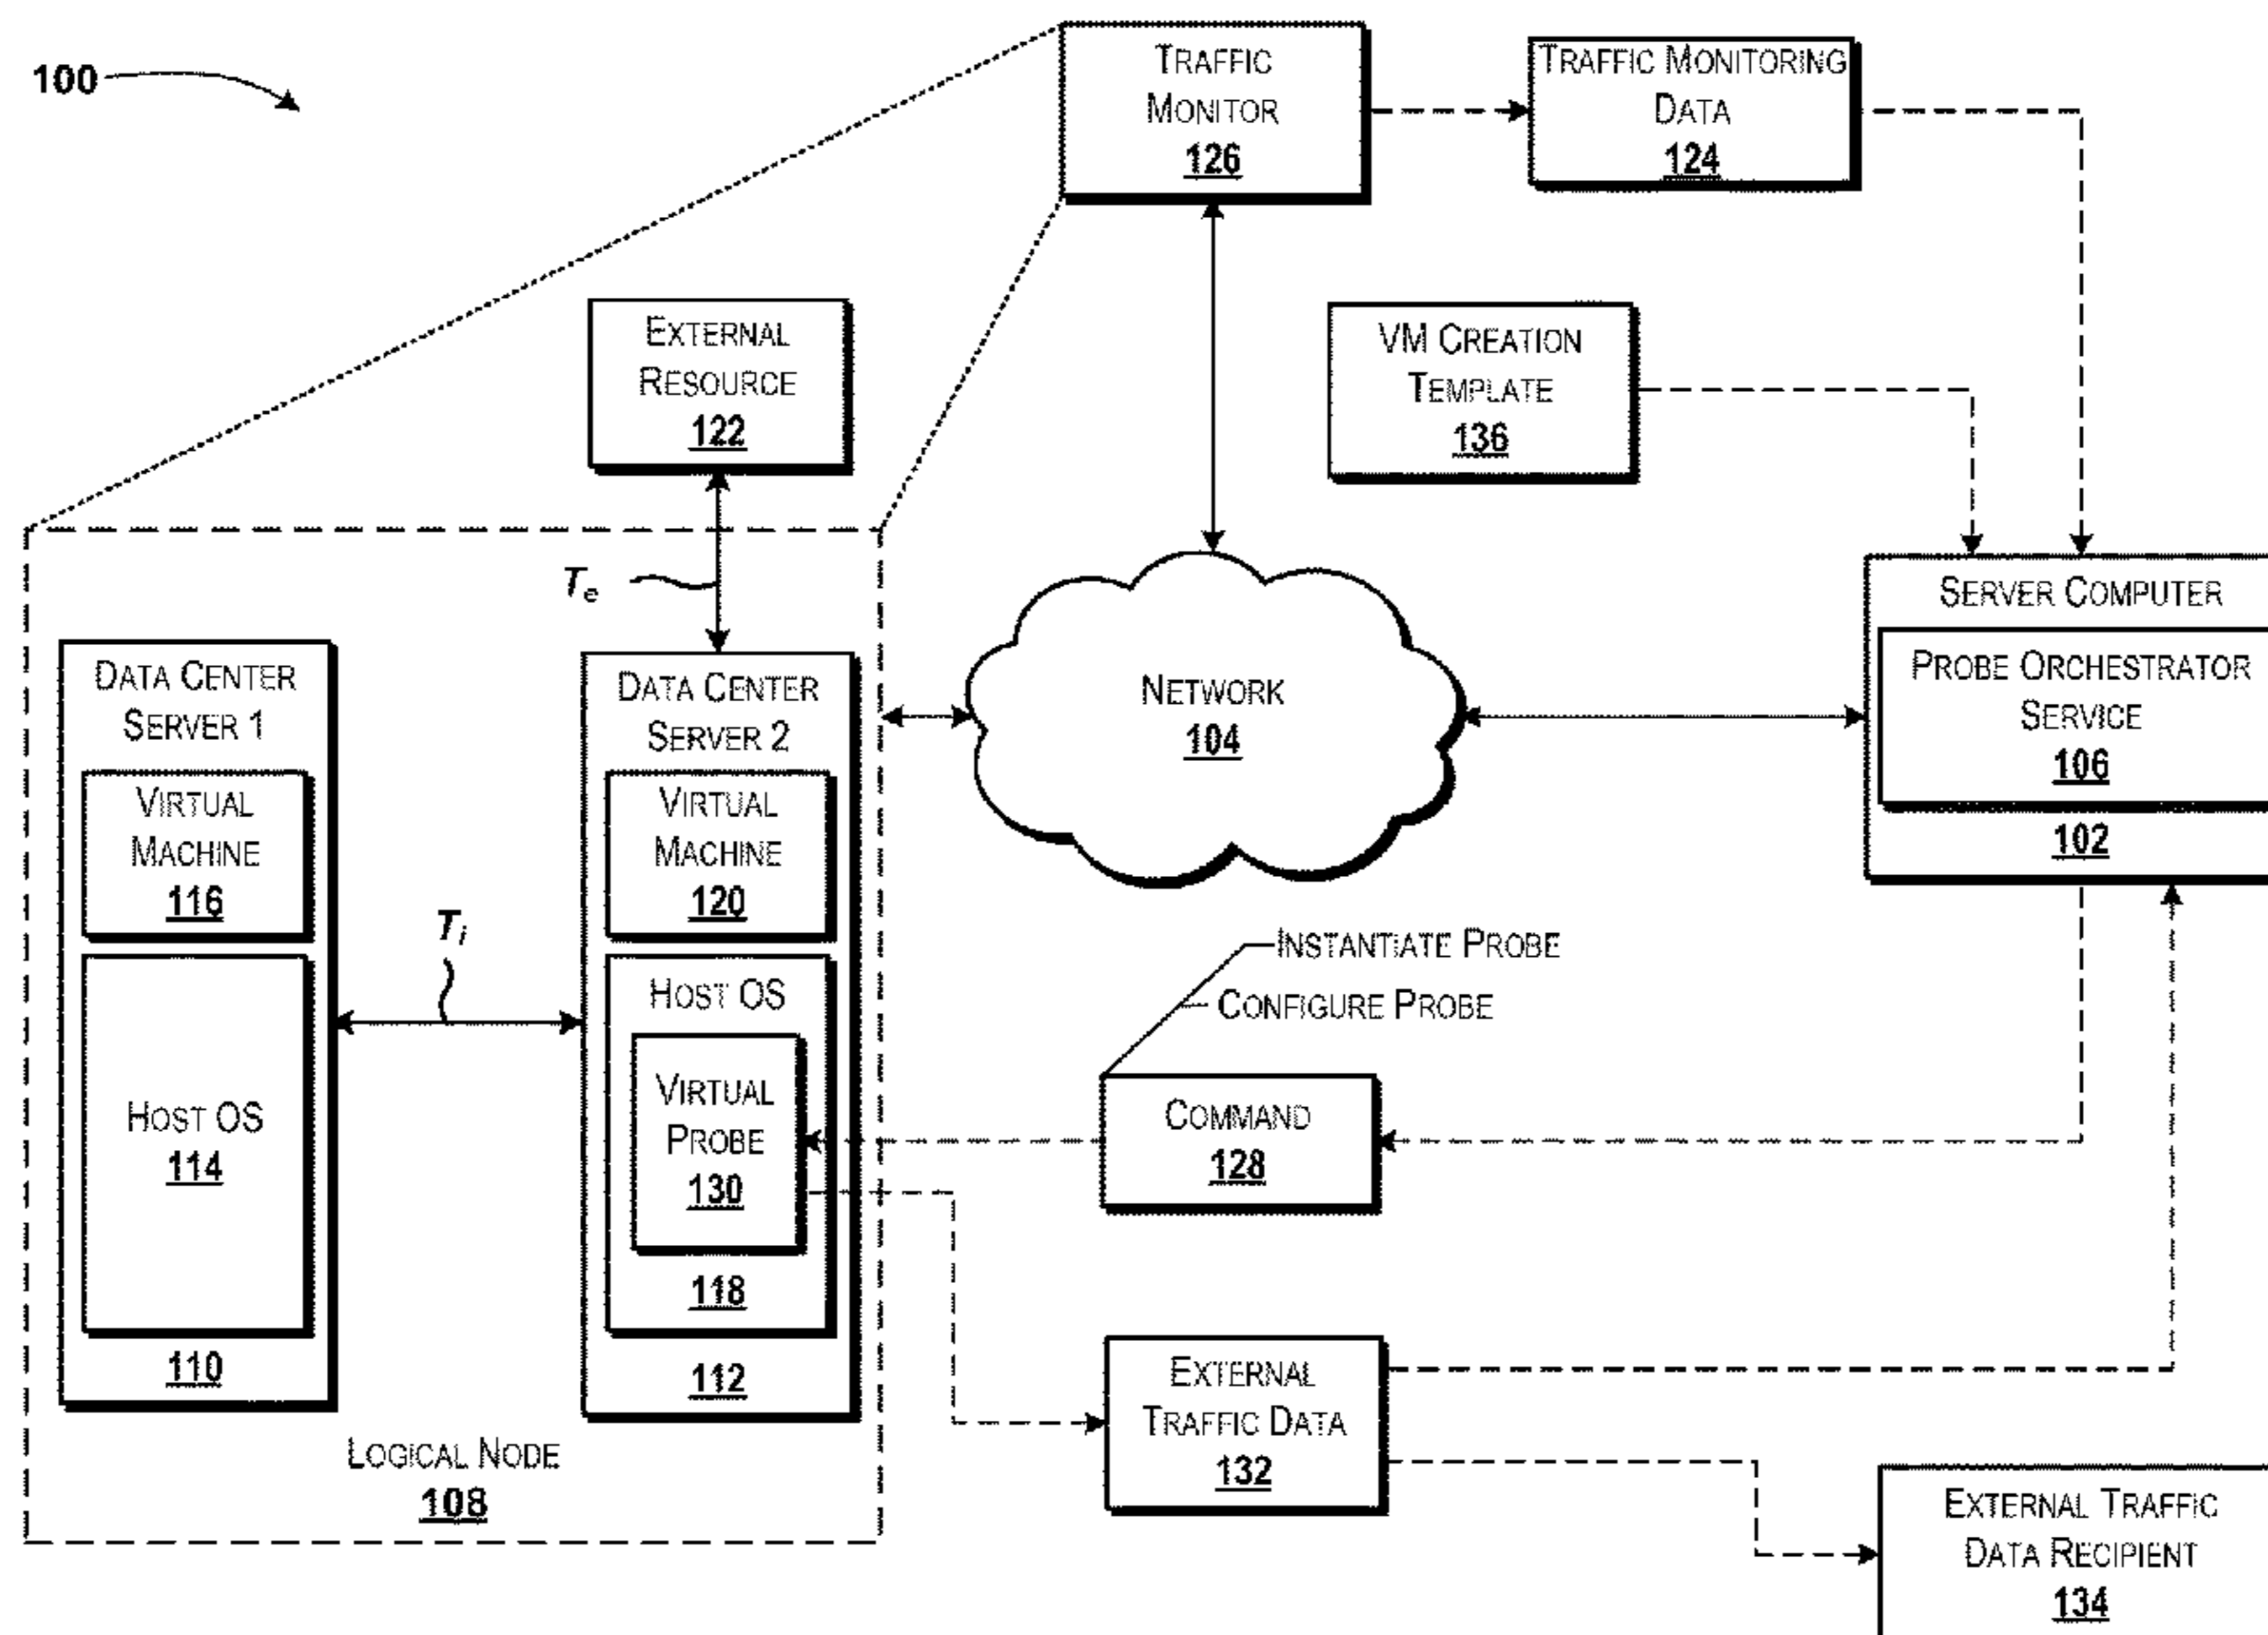 100
TRAFFIC
MONITOR
126
TRAFFIC MONITORING
DATA
124
EXTERNAL
RESOURCE
122
VM CREATION
TEMPLATE
136
Te
SERVER COMPUTER
PROBE ORCHESTRATOR
SERVICE
106
102
NETWORK
104
DATA CENTER
SERVER 1
VIRTUAL
MACHINE
116
HOST OS
114
110
Ti
DATA CENTER
SERVER 2
VIRTUAL
MACHINE
120
HOST OS
VIRTUAL
PROBE
130
118
112
LOGICAL NODE
108
INSTANTIATE PROBE
CONFIGURE PROBE
COMMAND
128
EXTERNAL
TRAFFIC DATA
132
EXTERNAL TRAFFIC
DATA RECIPIENT
134